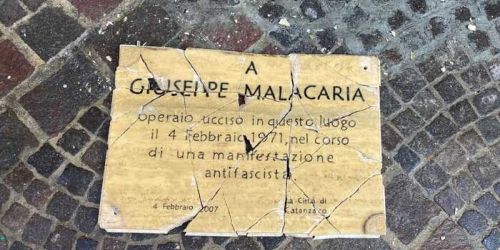 A
GIUSEPPE MALACARIA
operaio ucciso in questo luogo
il 4 febbraio 1971, nel corso
di una manifestazione
antifascista.
4 Febbraio 2007
La Città di
Catanzaro